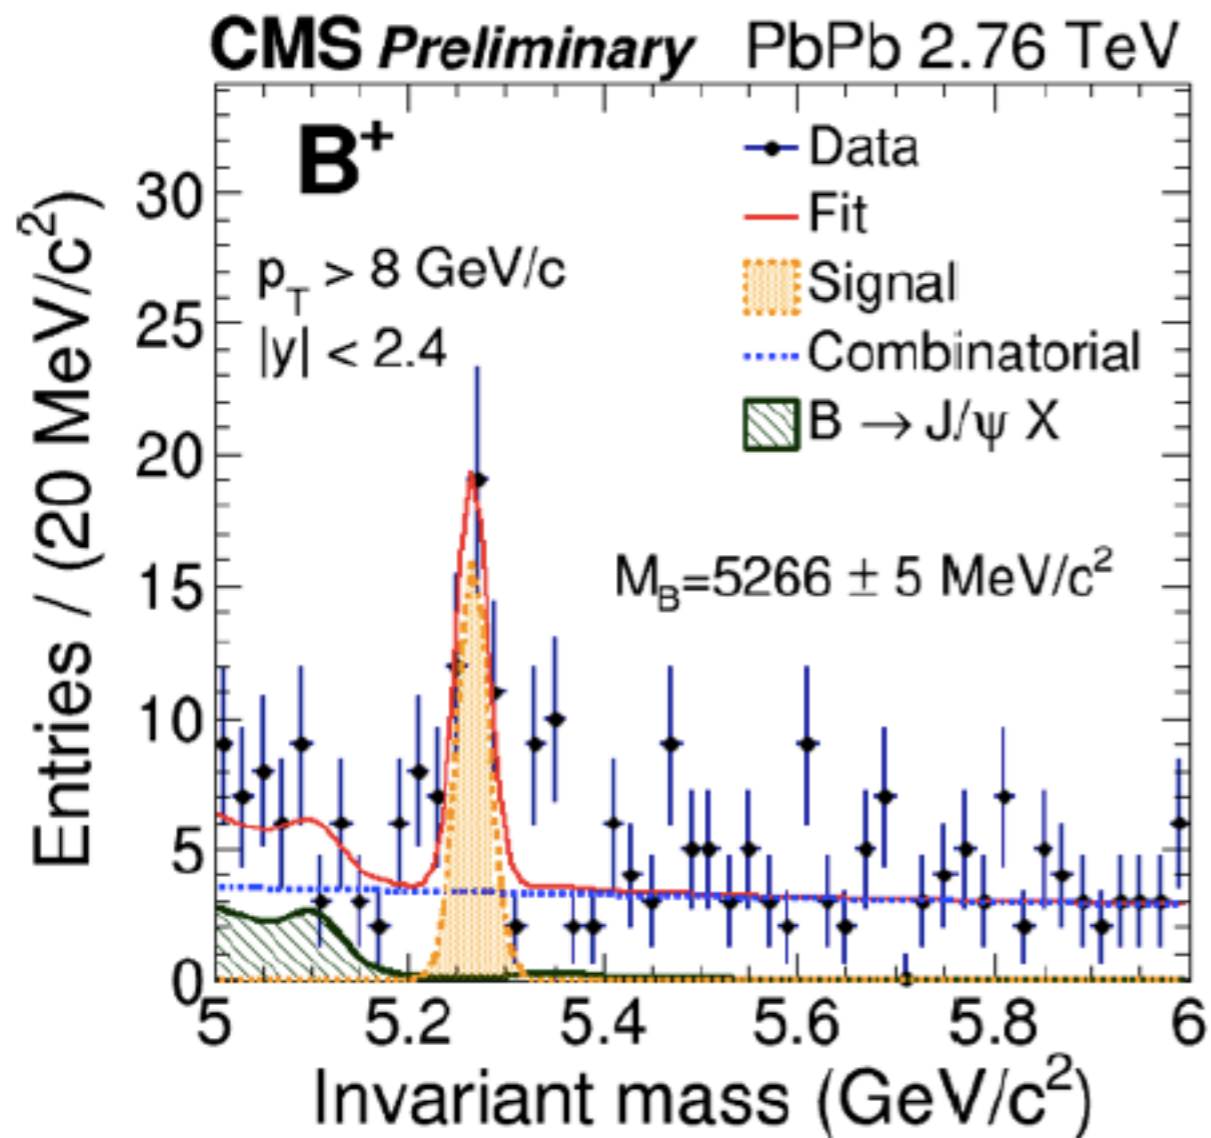 CMS Preliminary PbPb 2.76 TeV
B⁺
p_T > 8 GeV/c
|y| < 2.4
Data
Fit
Signal
Combinatorial
B → J/ψ X
M_B=5266 ± 5 MeV/c²
Entries / (20 MeV/c²)
30
25
20
15
10
5
0
5 5.2 5.4 5.6 5.8 6
Invariant mass (GeV/c²)